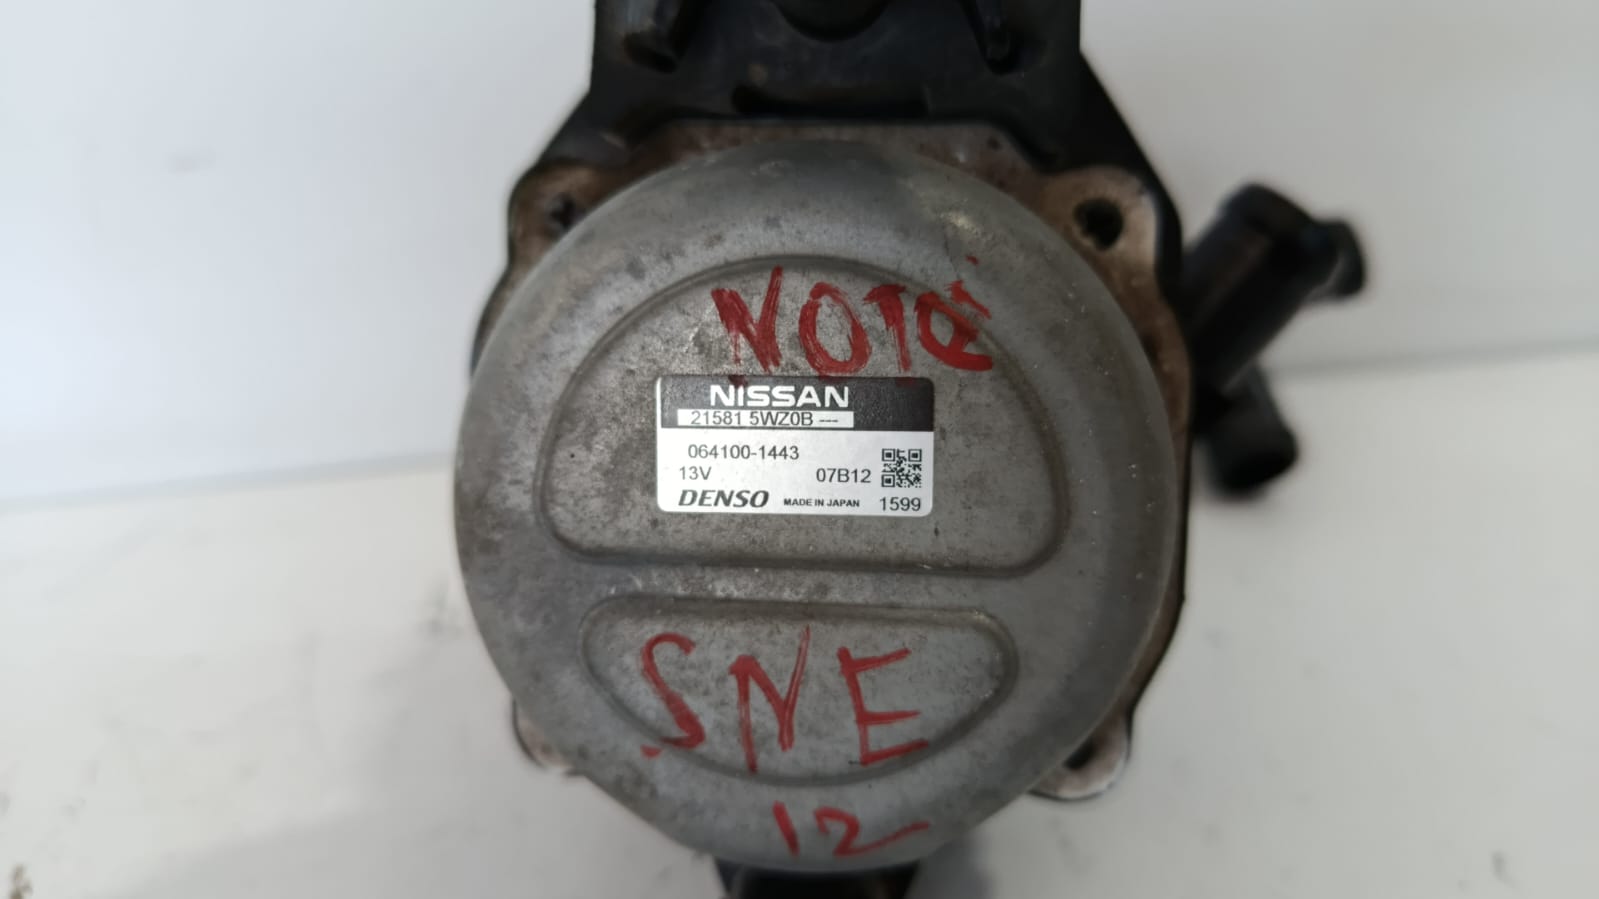 NOTE
NISSAN
21581 5WZ0B ---
064100-1443
13V 07B12
DENSO MADE IN JAPAN 1599
SNE
12